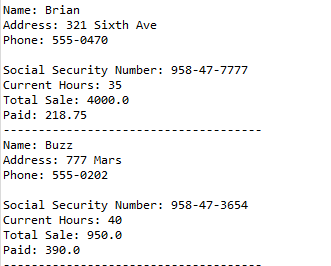 Name: Brian
Address: 321 Sixth Ave
Phone: 555-0470
Social Security Number: 958-47-7777
Current Hours: 35
Total Sale: 4000.0
Paid: 218.75
------------------------------------
Name: Buzz
Address: 777 Mars
Phone: 555-0202
Social Security Number: 958-47-3654
Current Hours: 40
Total Sale: 950.0
Paid: 390.0
------------------------------------